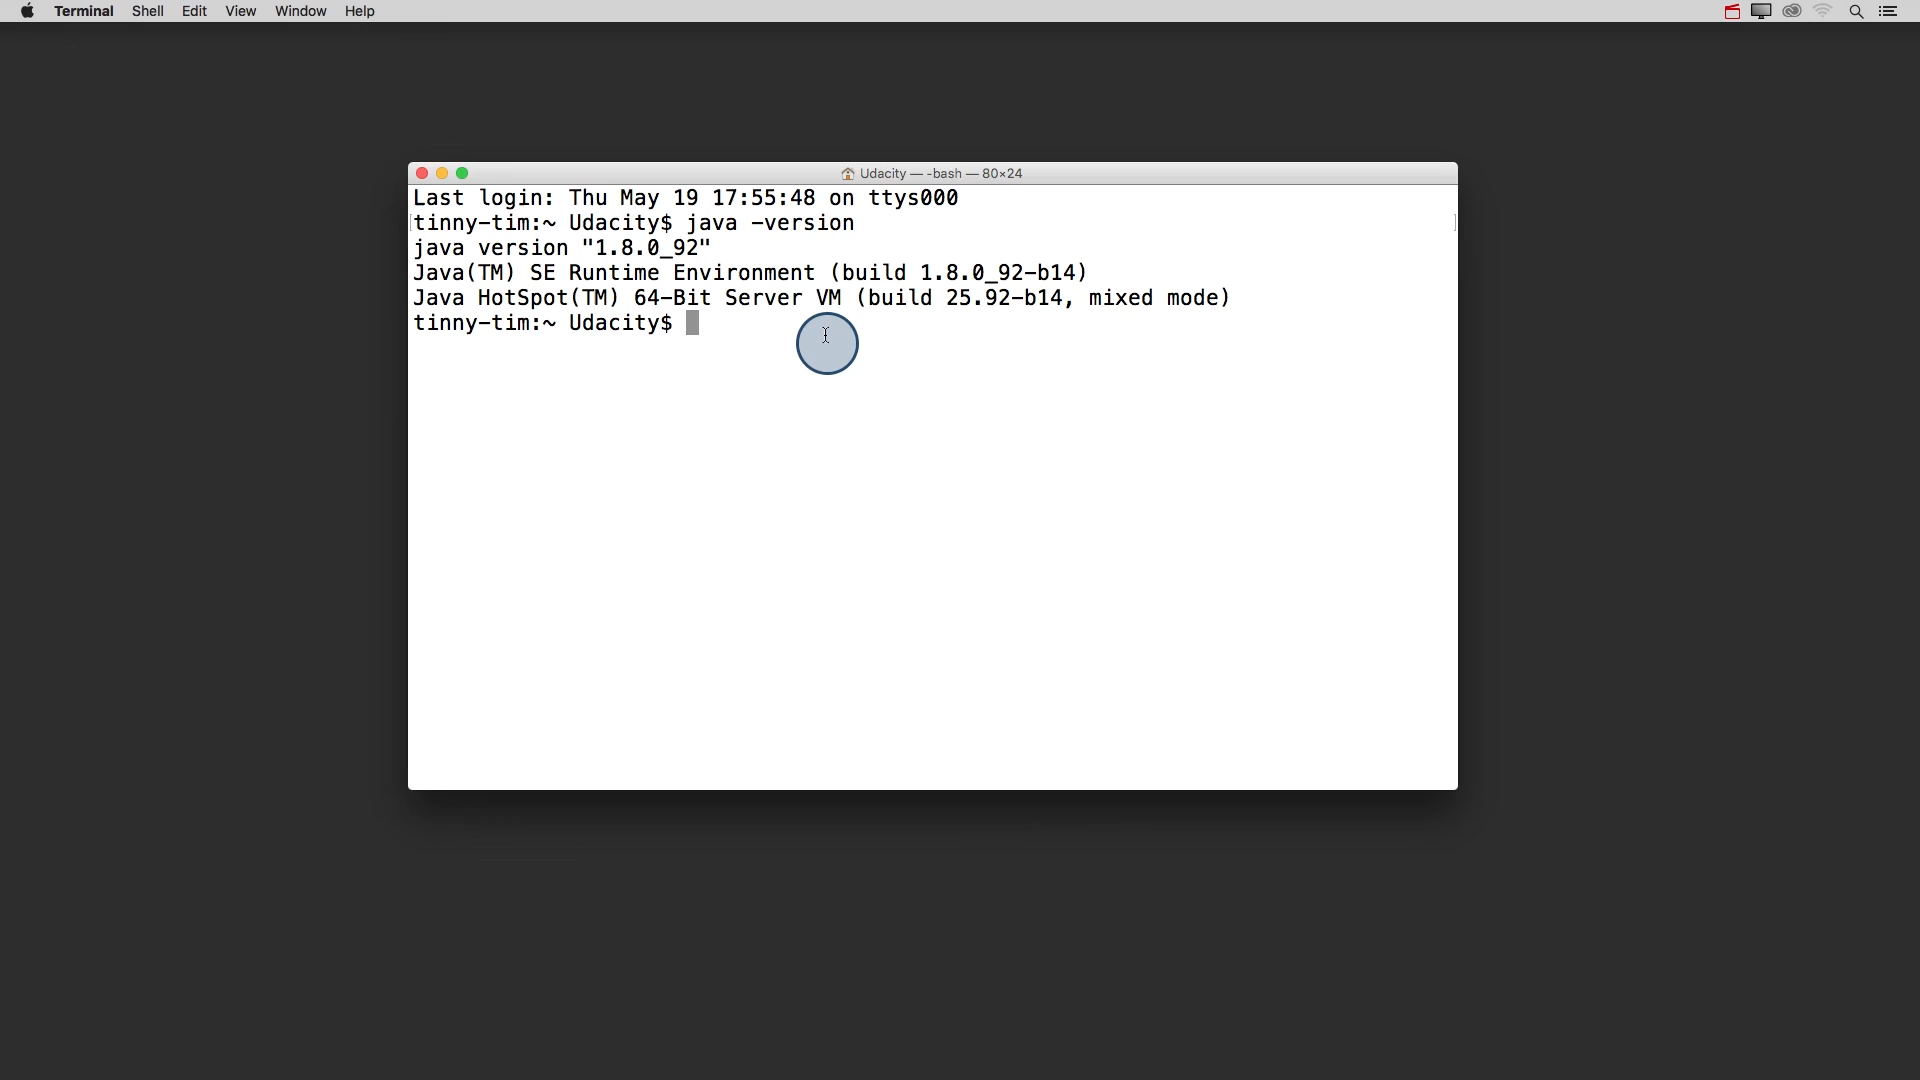 Terminal Shell Edit View Window Help
Udacity — -bash — 80×24
Last login: Thu May 19 17:55:48 on ttys000
tinny-tim:~ Udacity$ java -version
java version "1.8.0_92"
Java(TM) SE Runtime Environment (build 1.8.0_92-b14)
Java HotSpot(TM) 64-Bit Server VM (build 25.92-b14, mixed mode)
tinny-tim:~ Udacity$